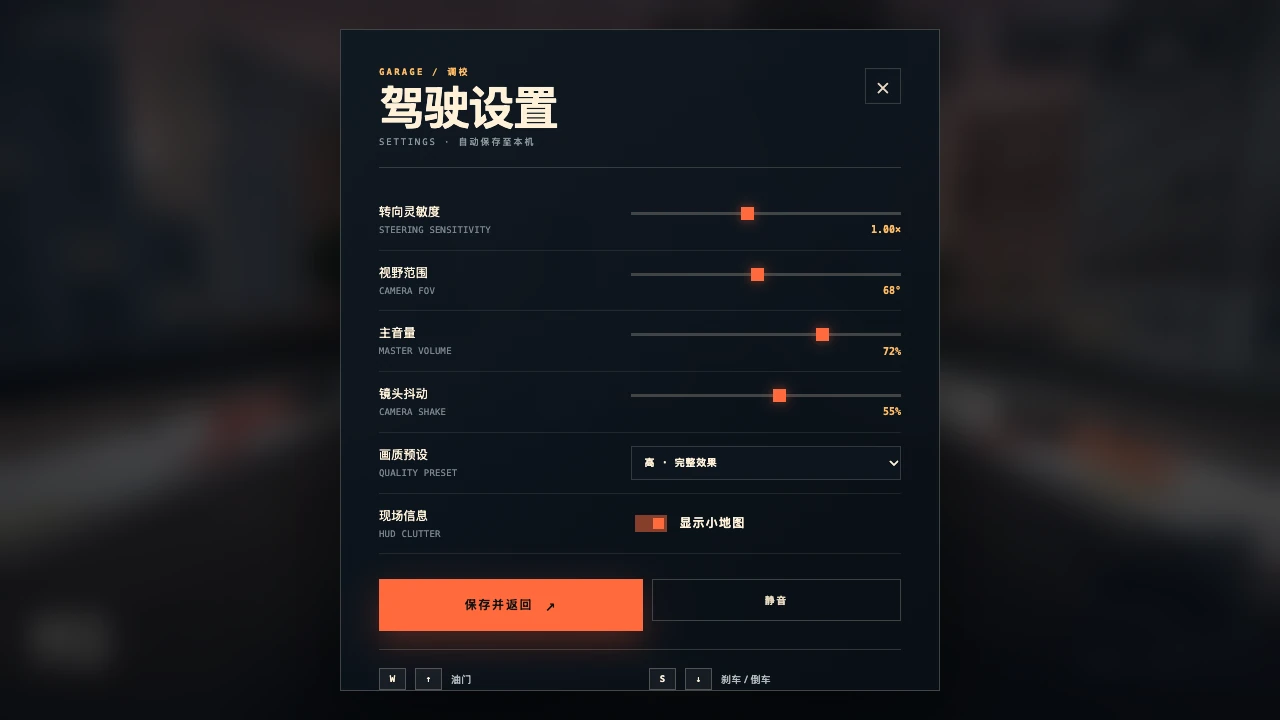 GARAGE / 调校
驾驶设置
SETTINGS · 自动保存至本机
×
转向灵敏度
STEERING SENSITIVITY
1.00×
视野范围
CAMERA FOV
68°
主音量
MASTER VOLUME
72%
镜头抖动
CAMERA SHAKE
55%
画质预设
QUALITY PRESET
高 · 完整效果
现场信息
HUD CLUTTER
显示小地图
保存并返回 ↗
静音
W ↑ 油门
S ↓ 刹车 / 倒车